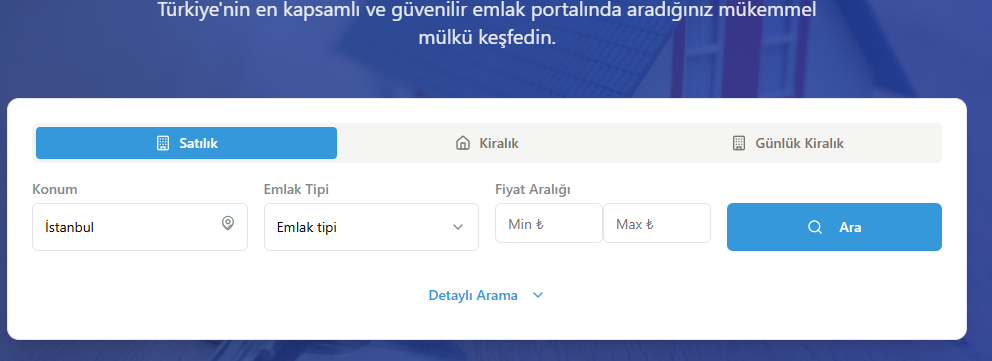 Türkiye'nin en kapsamlı ve güvenilir emlak portalında aradığınız mükemmel
mülkü keşfedin.
Satılık
Kiralık
Günlük Kiralık
Konum
Emlak Tipi
Fiyat Aralığı
İstanbul
Emlak tipi
Min ₺
Max ₺
Ara
Detaylı Arama